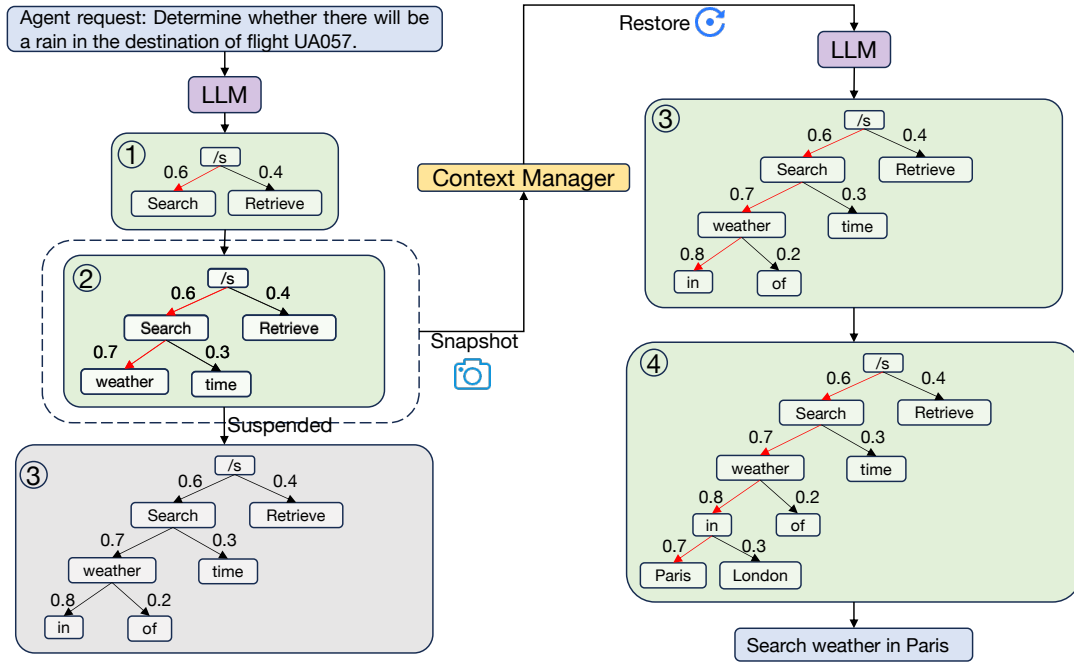 Agent request: Determine whether there will be
a rain in the destination of flight UA057.
LLM
①
/s
0.6 0.4
Search Retrieve
②
/s
0.6 0.4
Search Retrieve
0.7 0.3
weather time
Suspended
③
/s
0.6 0.4
Search Retrieve
0.7 0.3
weather time
0.8 0.2
in of
Snapshot
Context Manager
Restore
LLM
③
/s
0.6 0.4
Search Retrieve
0.7 0.3
weather time
0.8 0.2
in of
④
/s
0.6 0.4
Search Retrieve
0.7 0.3
weather time
0.8 0.2
in of
0.7 0.3
Paris London
Search weather in Paris